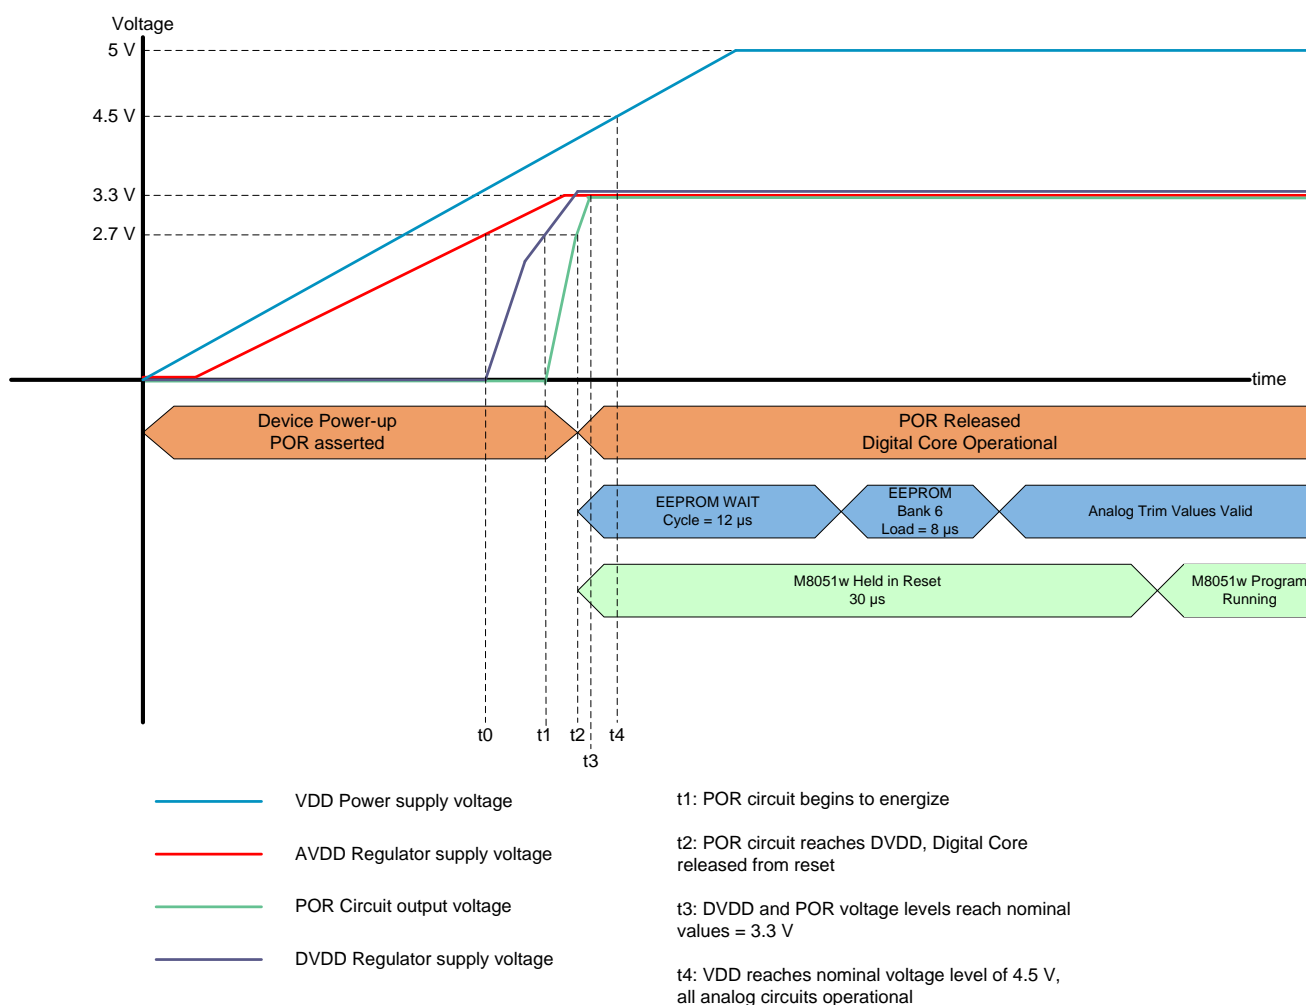 Voltage
5 V
4.5 V
3.3 V
2.7 V
time
Device Power-up
POR asserted
POR Released
Digital Core Operational
EEPROM WAIT
Cycle = 12 µs
EEPROM
Bank 6
Load = 8 µs
Analog Trim Values Valid
M8051w Held in Reset
30 µs
M8051w Program
Running
t0
t1
t2
t4
t3
VDD Power supply voltage
AVDD Regulator supply voltage
POR Circuit output voltage
DVDD Regulator supply voltage
t1: POR circuit begins to energize
t2: POR circuit reaches DVDD, Digital Core
released from reset
t3: DVDD and POR voltage levels reach nominal
values = 3.3 V
t4: VDD reaches nominal voltage level of 4.5 V,
all analog circuits operational